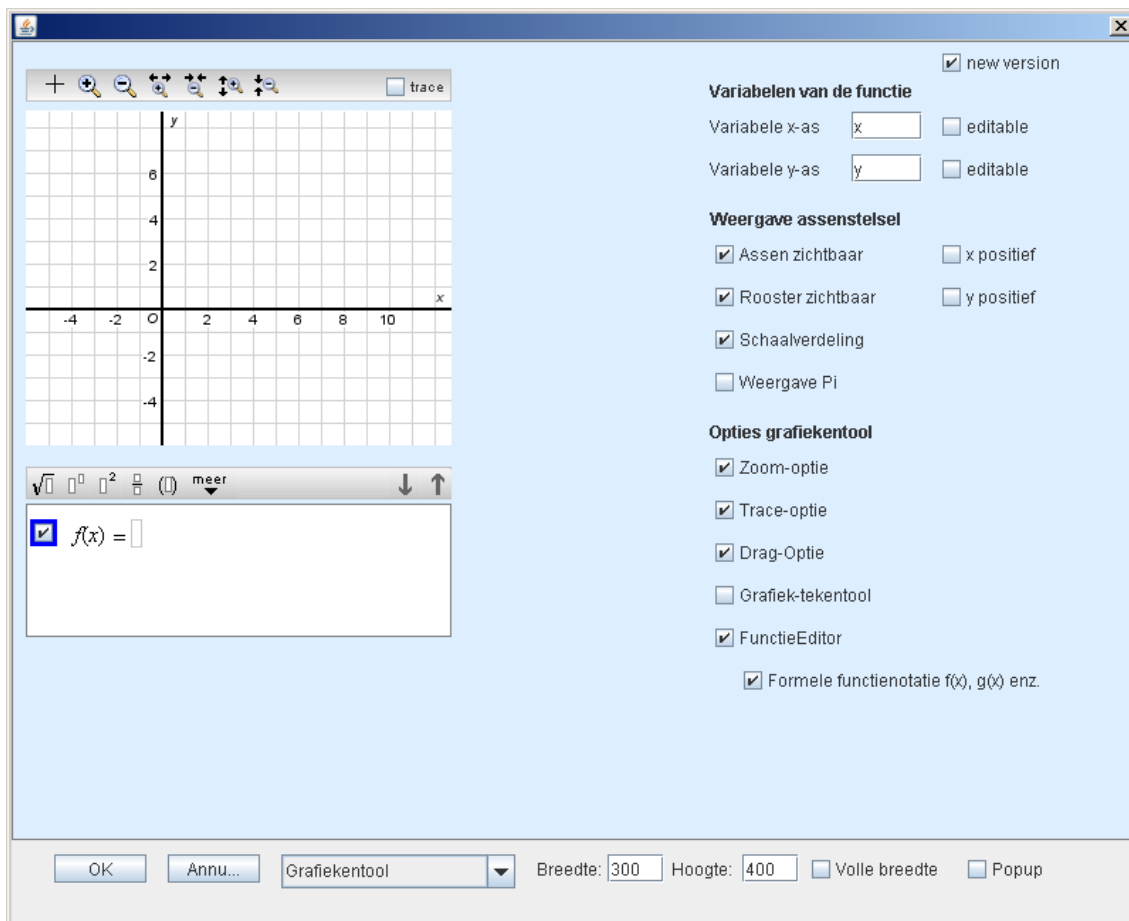 new version
trace
y
6
4
2
x
-4 -2 O 2 4 6 8 10
-2
-4
meer
f(x) =
Variabelen van de functie
Variabele x-as x editable
Variabele y-as y editable
Weergave assenstelsel
Assen zichtbaar x positief
Rooster zichtbaar y positief
Schaalverdeling
Weergave Pi
Opties grafiekentool
Zoom-optie
Trace-optie
Drag-Optie
Grafiek-tekentool
FunctieEditor
Formele functienotatie f(x), g(x) enz.
OK Annu... Grafiekentool Breedte: 300 Hoogte: 400 Volle breedte Popup